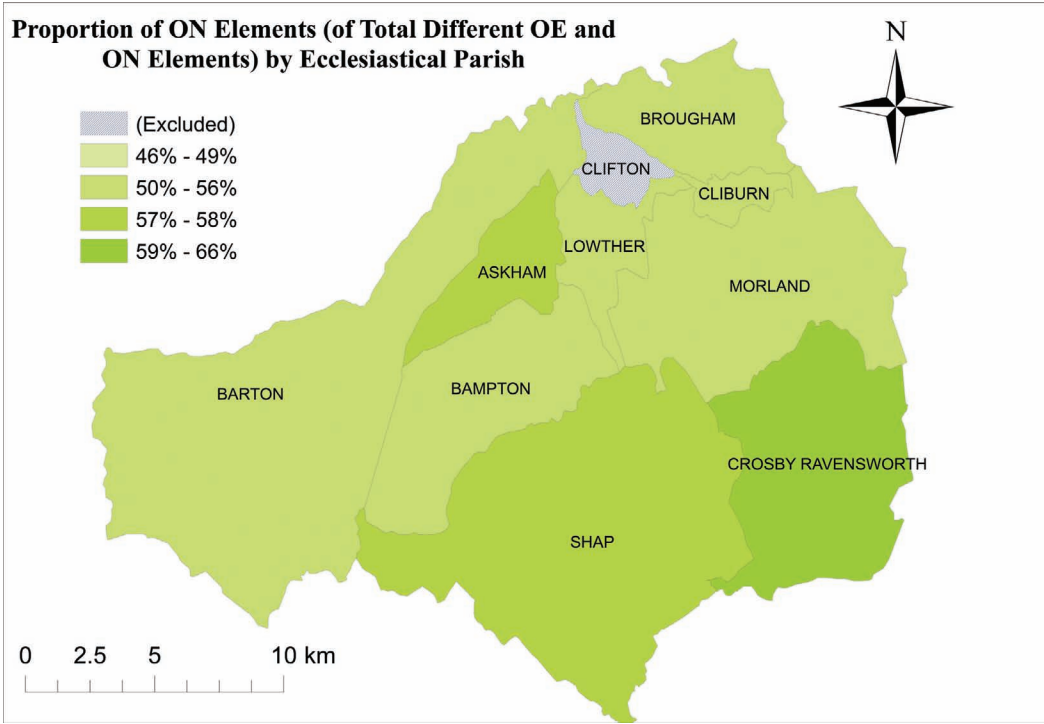 Proportion of ON Elements (of Total Different OE and
ON Elements) by Ecclesiastical Parish
N
(Excluded)
46% - 49%
50% - 56%
57% - 58%
59% - 66%
BROUGHAM
CLIFTON
CLIBURN
LOWTHER
ASKHAM
MORLAND
BARTON
BAMPTON
CROSBY RAVENSWORTH
SHAP
0 2.5 5 10 km